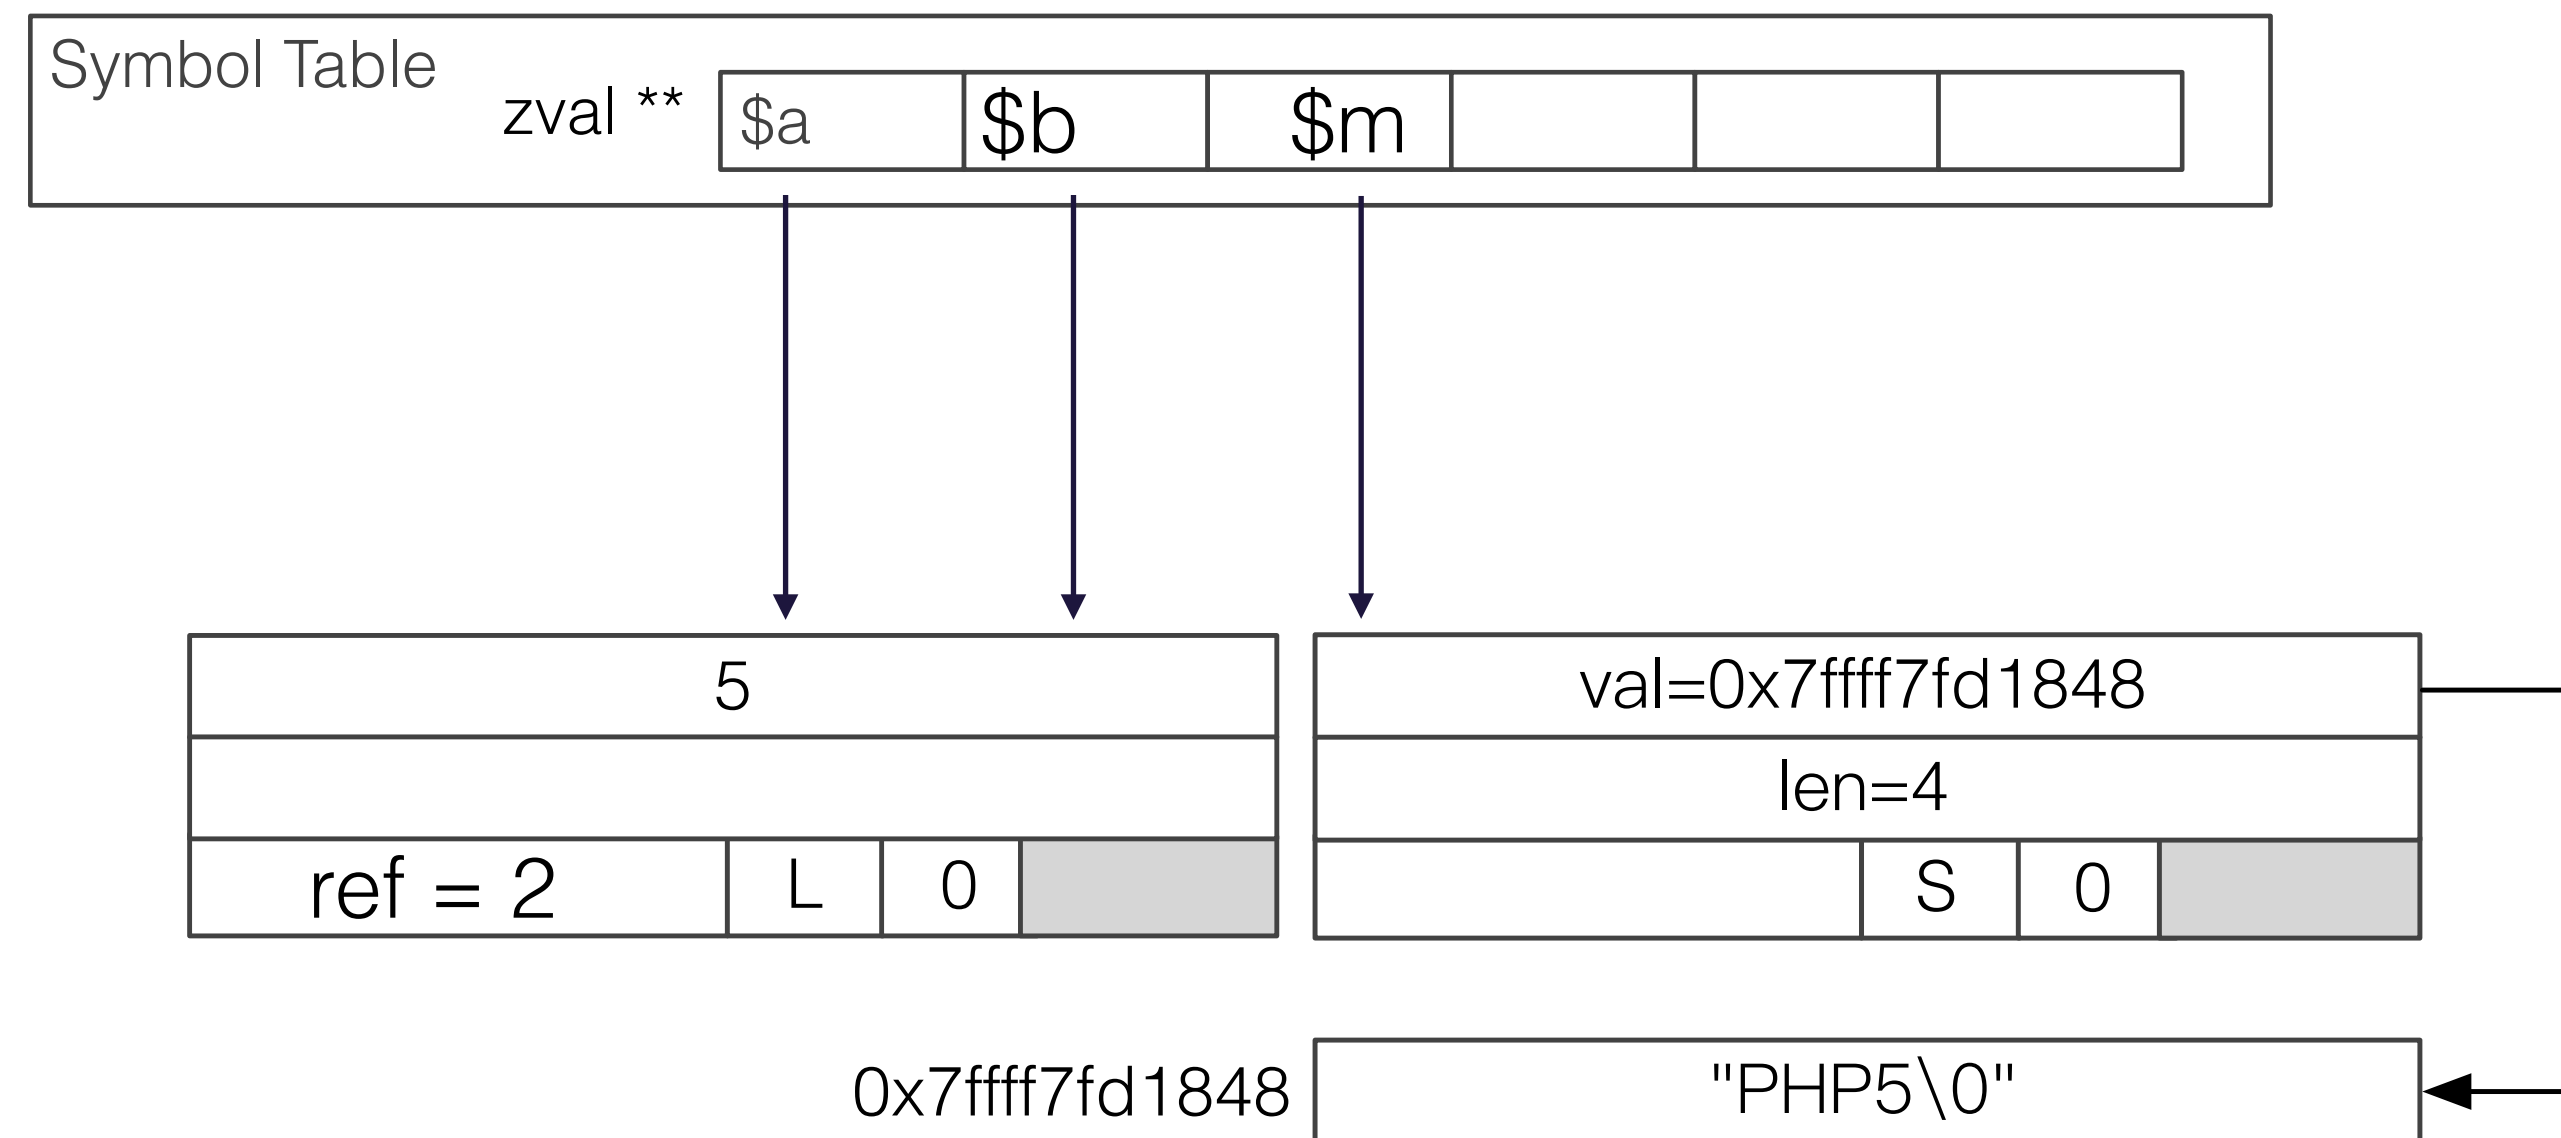 Symbol Table
zval ** $a $b $m
5
ref = 2 L 0
val=0x7ffff7fd1848
len=4
S 0
0x7ffff7fd1848 "PHP5\0"